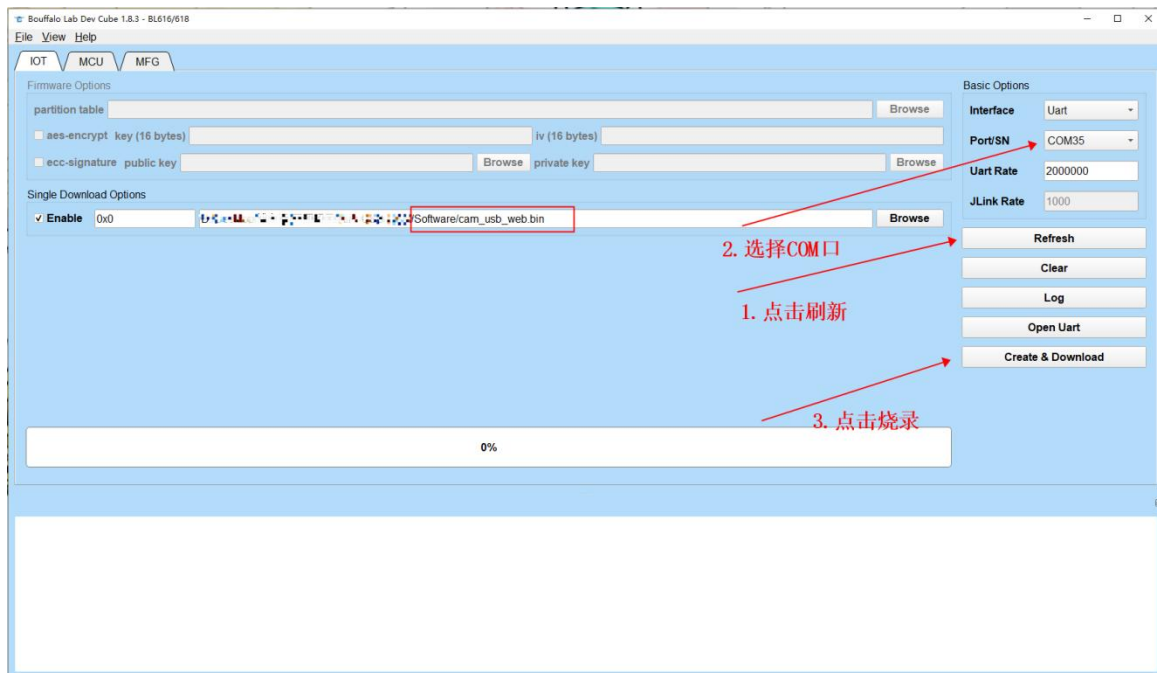 Bouffalo Lab Dev Cube 1.8.3 - BL616/618
File View Help
IOT MCU MFG
Firmware Options
partition table Browse
aes-encrypt key (16 bytes) iv (16 bytes)
ecc-signature public key Browse private key Browse
Single Download Options
Enable 0x0 /Software/cam_usb_web.bin Browse
Basic Options
Interface Uart
Port/SN COM35
Uart Rate 2000000
JLink Rate 1000
Refresh
Clear
Log
Open Uart
Create & Download
2. 选择COM口
1. 点击刷新
3. 点击烧录
0%